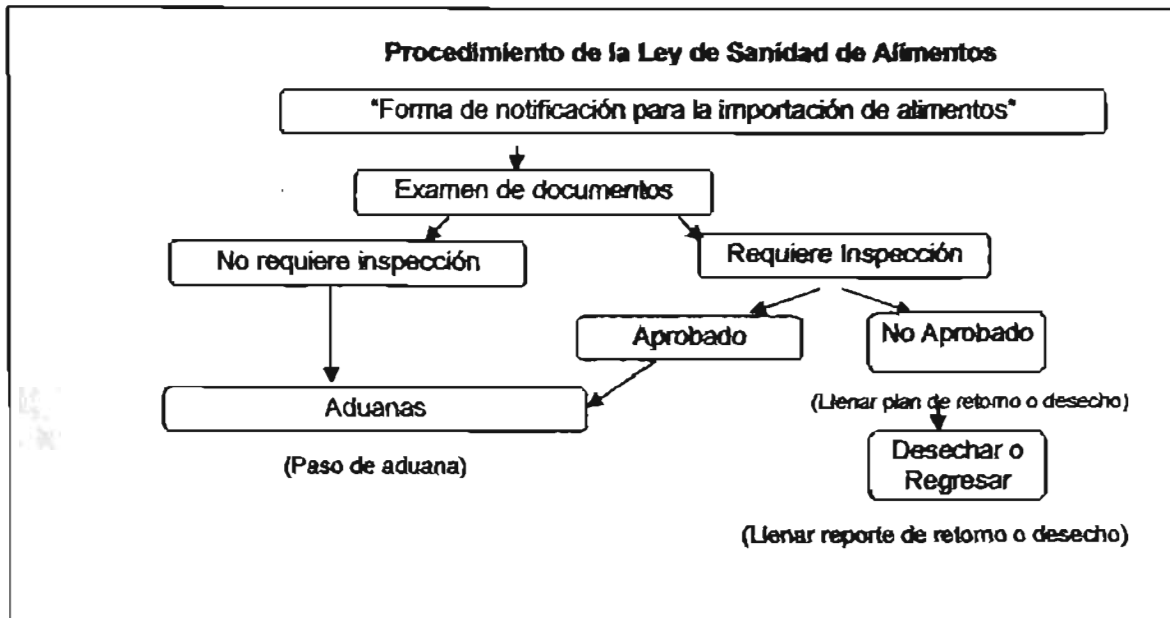 Procedimiento de la Ley de Sanidad de Alimentos
"Forma de notificación para la importación de alimentos"
Examen de documentos
No requiere inspección
Requiere Inspección
Aprobado
No Aprobado
Aduanas
(Llenar plan de retorno o desecho)
(Paso de aduana)
Desechar o
Regresar
(Llenar reporte de retorno o desecho)